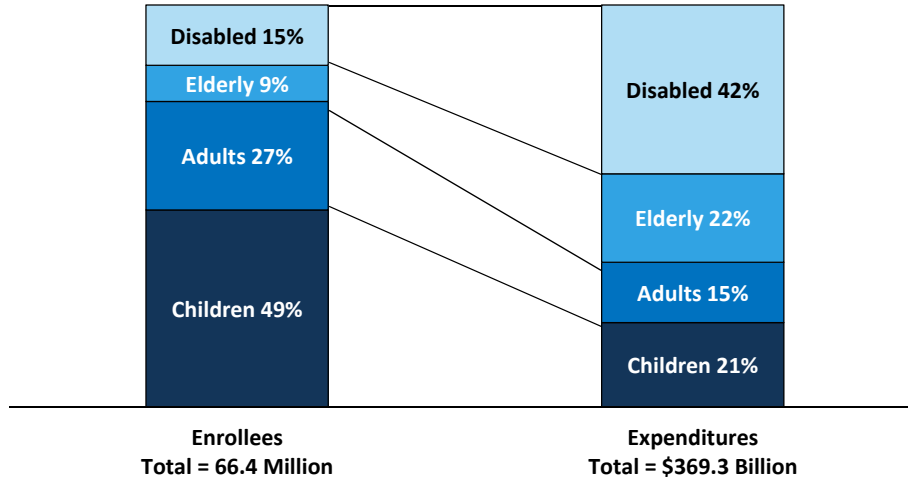 Disabled 15%
Elderly 9%
Adults 27%
Children 49%
Disabled 42%
Elderly 22%
Adults 15%
Children 21%
Enrollees
Total = 66.4 Million
Expenditures
Total = $369.3 Billion